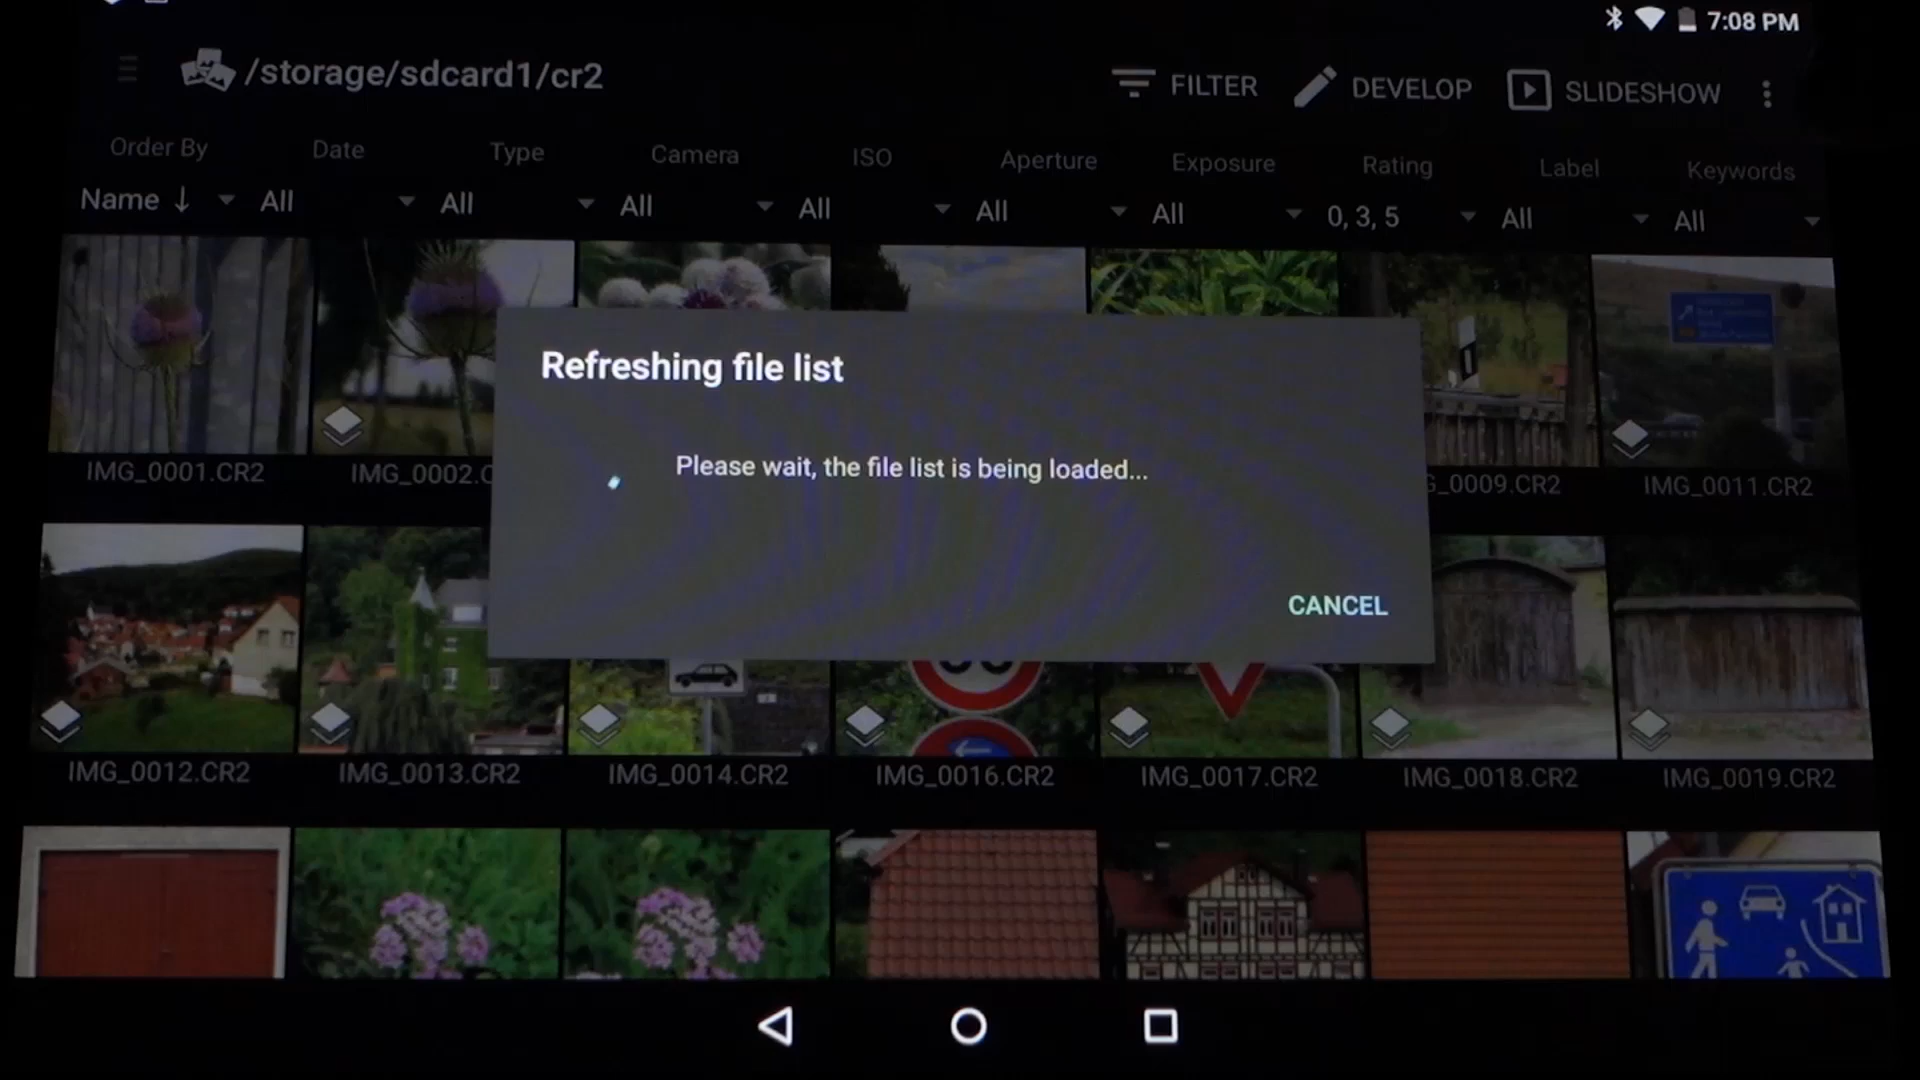 7:08 PM
/storage/sdcard1/cr2
FILTER
DEVELOP
SLIDESHOW
Order By
Date
Type
Camera
ISO
Aperture
Exposure
Rating
Label
Keywords
Name ↓
All
All
All
All
All
All
0, 3, 5
All
All
Refreshing file list
Please wait, the file list is being loaded...
CANCEL
IMG_0001.CR2
IMG_0002.C
_0009.CR2
IMG_0011.CR2
IMG_0012.CR2
IMG_0013.CR2
IMG_0014.CR2
IMG_0016.CR2
IMG_0017.CR2
IMG_0018.CR2
IMG_0019.CR2